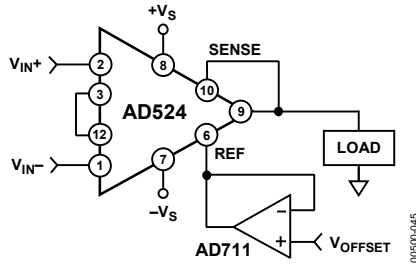 +VS
SENSE
VIN+
2
8
10
3
AD524
9
12
6
REF
LOAD
VIN−
1
7
−VS
−
+
AD711
VOFFSET
00500-045